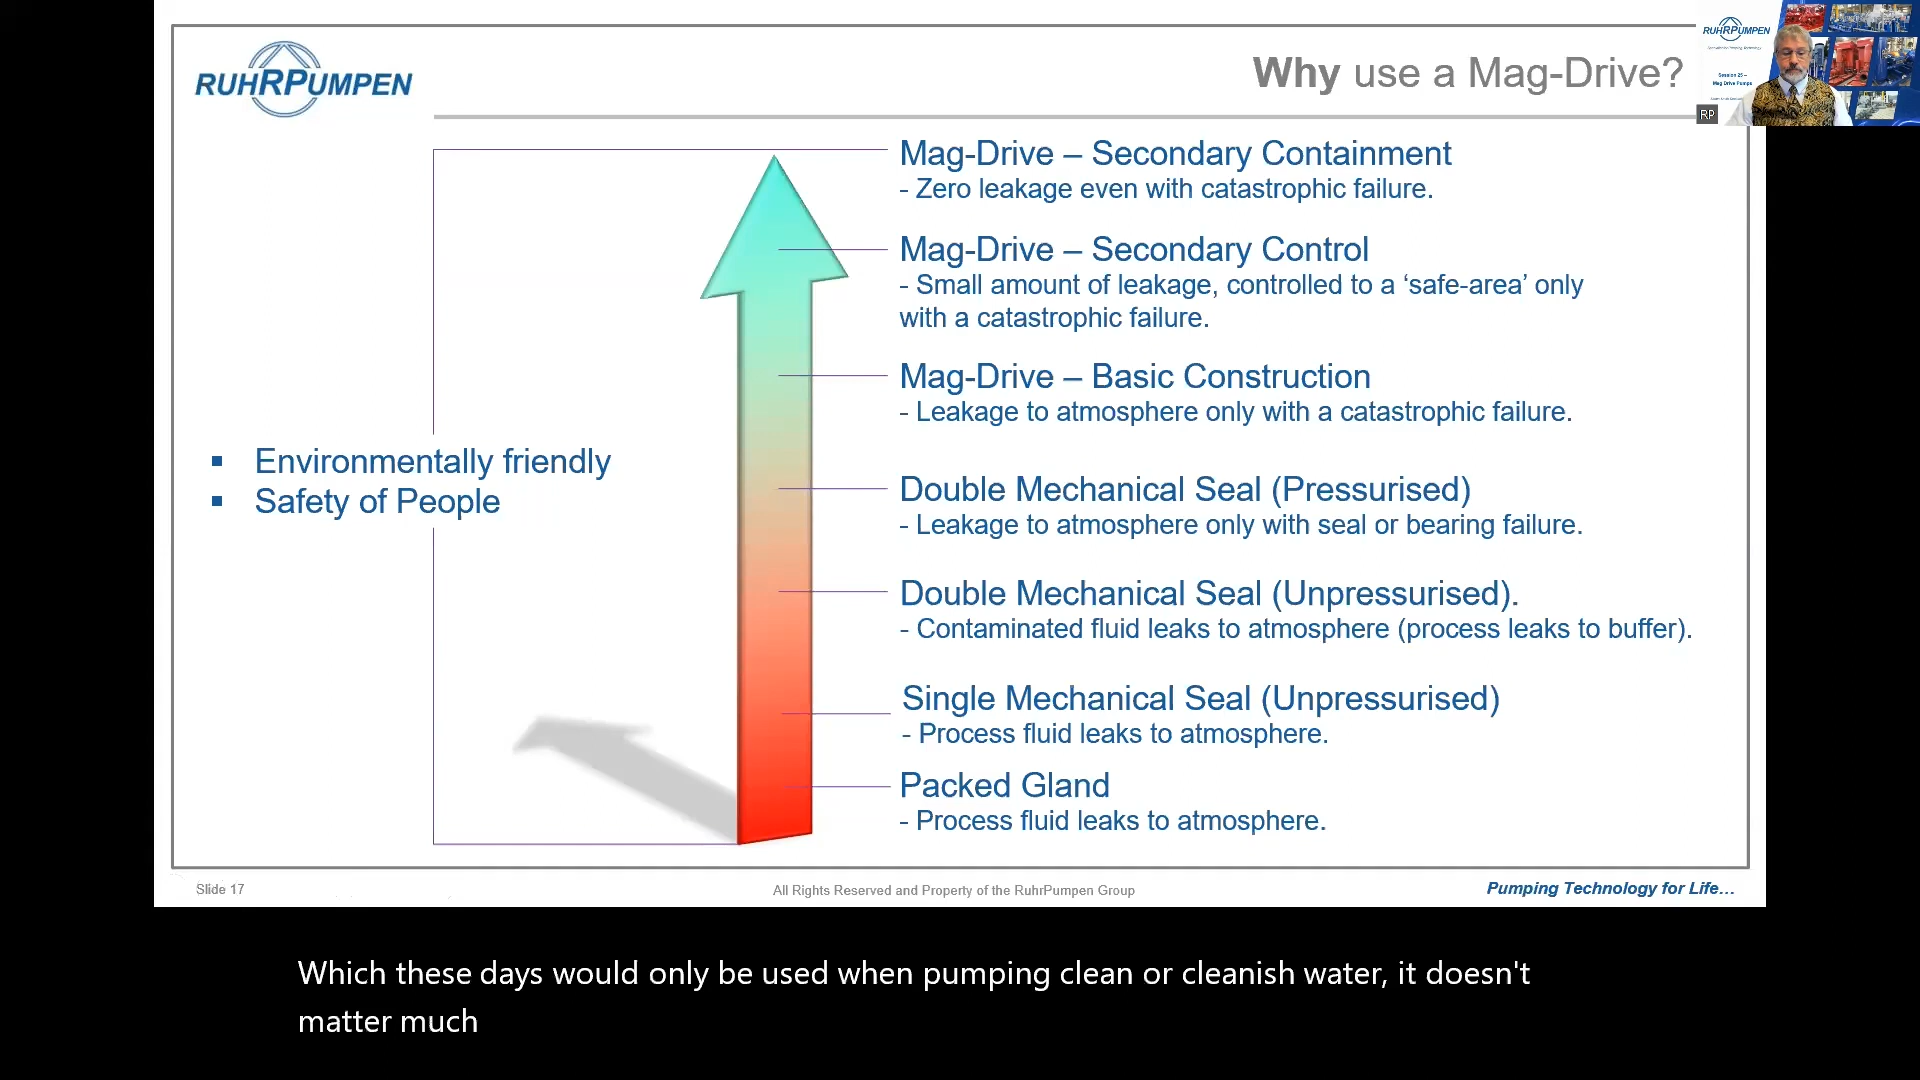 RUHRPUMPEN
Why use a Mag-Drive?
RUHRPUMPEN
Session 25 –
Mag Drive Pumps
RP
Mag-Drive – Secondary Containment
- Zero leakage even with catastrophic failure.
Mag-Drive – Secondary Control
- Small amount of leakage, controlled to a ‘safe-area’ only
with a catastrophic failure.
Mag-Drive – Basic Construction
- Leakage to atmosphere only with a catastrophic failure.
▪ Environmentally friendly
▪ Safety of People
Double Mechanical Seal (Pressurised)
- Leakage to atmosphere only with seal or bearing failure.
Double Mechanical Seal (Unpressurised).
- Contaminated fluid leaks to atmosphere (process leaks to buffer).
Single Mechanical Seal (Unpressurised)
- Process fluid leaks to atmosphere.
Packed Gland
- Process fluid leaks to atmosphere.
Slide 17
All Rights Reserved and Property of the RuhrPumpen Group
Pumping Technology for Life…
Which these days would only be used when pumping clean or cleanish water, it doesn't
matter much